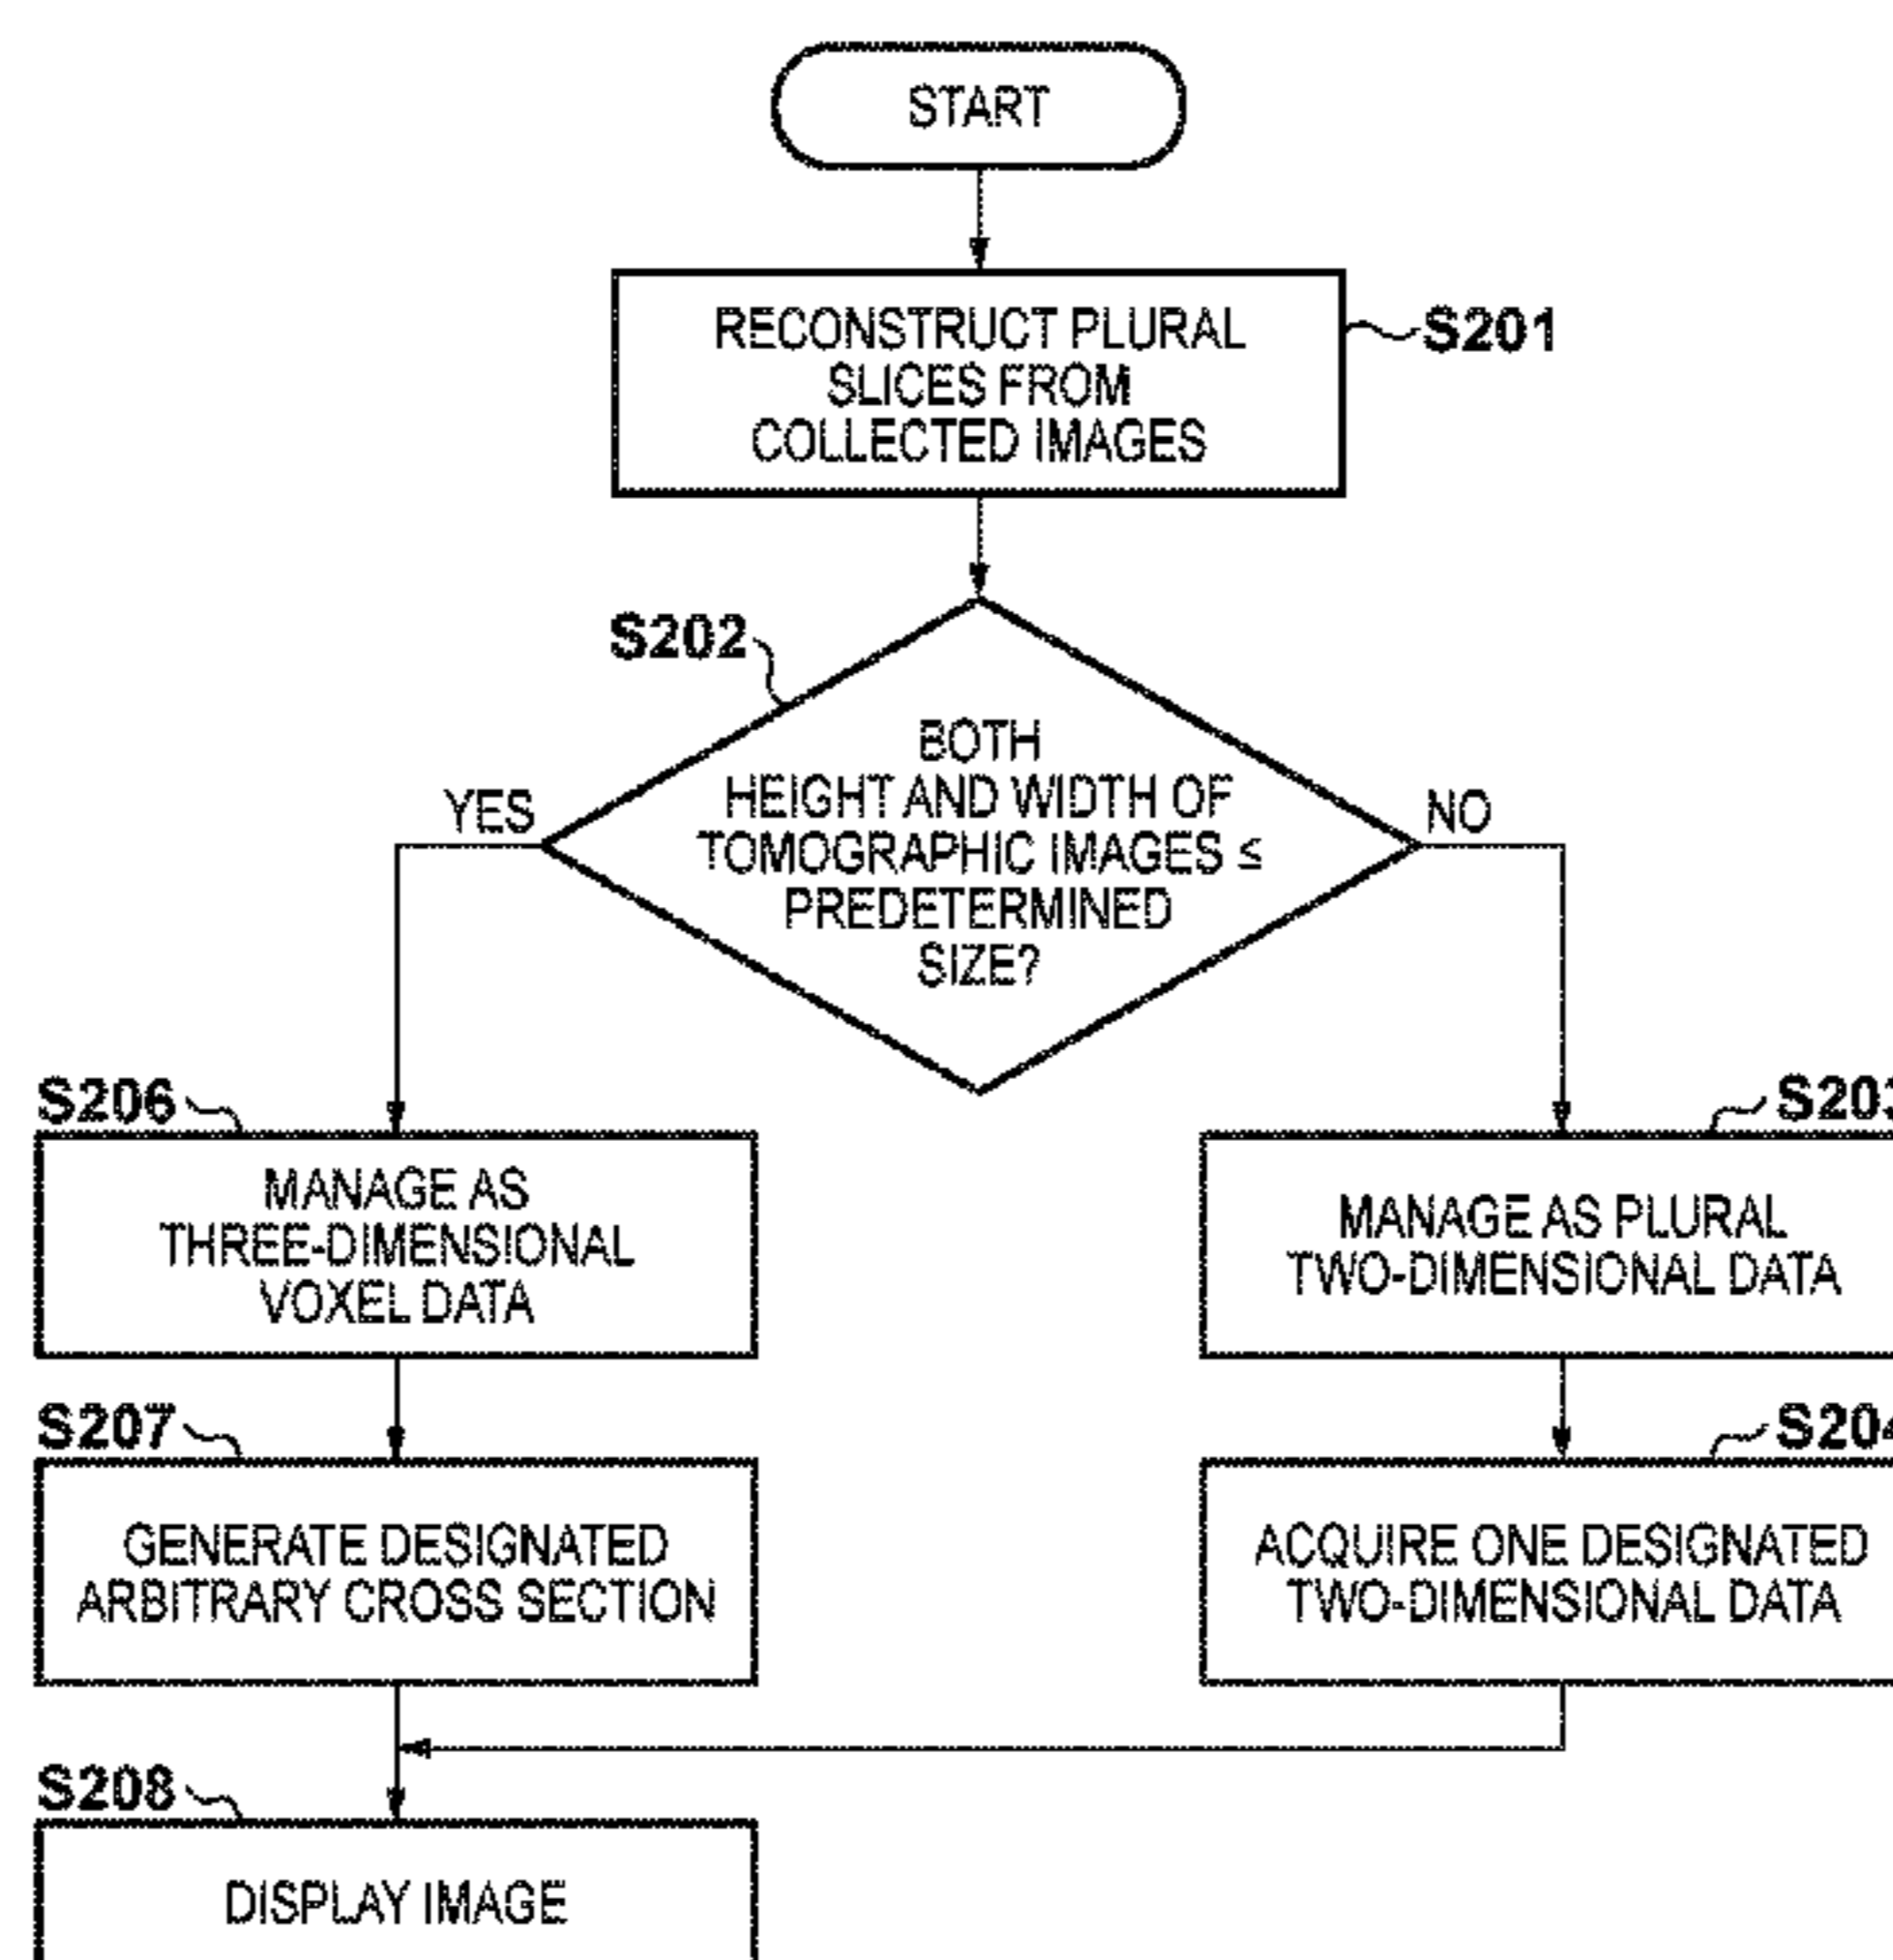 START
RECONSTRUCT PLURAL
SLICES FROM
COLLECTED IMAGES
S201
S202
BOTH
HEIGHT AND WIDTH OF
TOMOGRAPHIC IMAGES ≤
PREDETERMINED
SIZE?
YES
NO
S206
MANAGE AS
THREE-DIMENSIONAL
VOXEL DATA
S203
MANAGE AS PLURAL
TWO-DIMENSIONAL DATA
S207
GENERATE DESIGNATED
ARBITRARY CROSS SECTION
S204
ACQUIRE ONE DESIGNATED
TWO-DIMENSIONAL DATA
S208
DISPLAY IMAGE